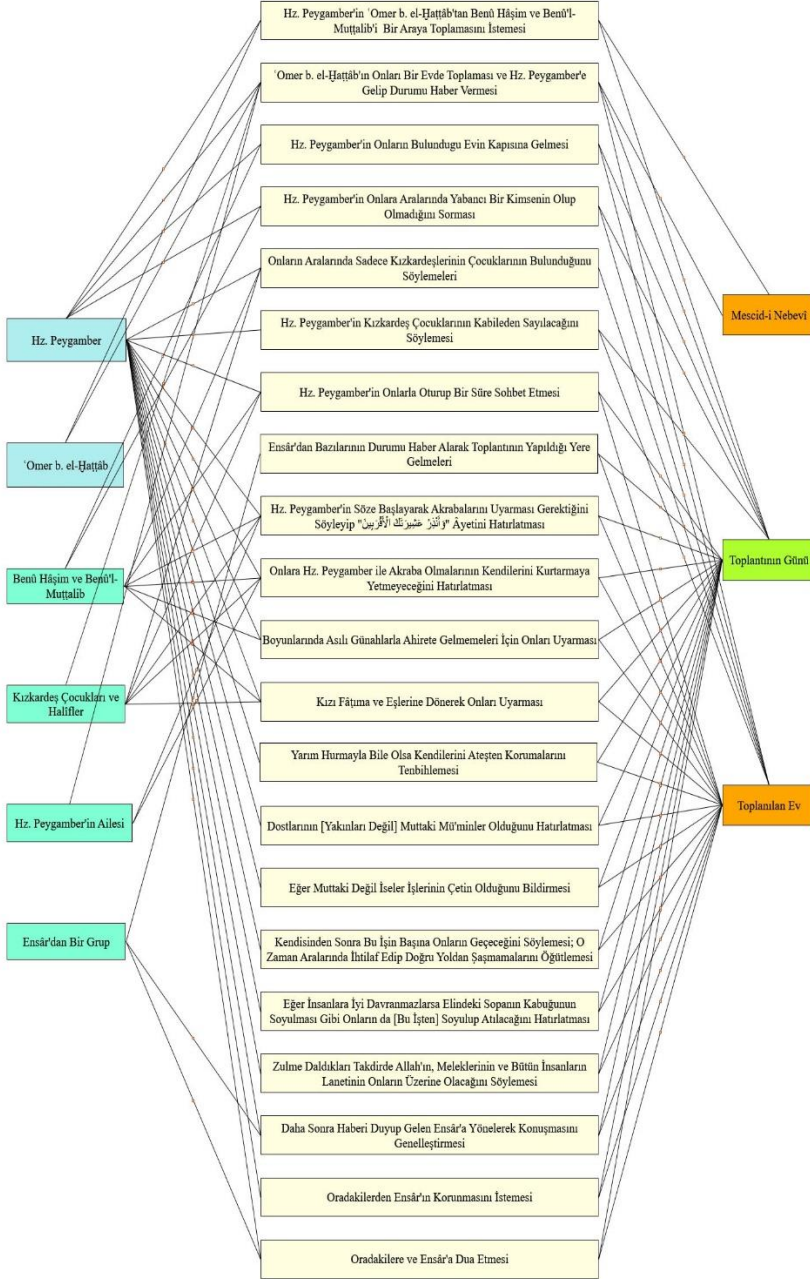 Hz. Peygamber'in ʿOmer b. el-Ḫaṭṭâb'tan Benû Hâşim ve Benû'l-
Muṭṭalib'i Bir Araya Toplamasını İstemesi
ʿOmer b. el-Ḫaṭṭâb'ın Onları Bir Evde Toplaması ve Hz. Peygamber'e
Gelip Durumu Haber Vermesi
Hz. Peygamber'in Onların Bulundugu Evin Kapısına Gelmesi
Hz. Peygamber'in Onlara Aralarında Yabancı Bir Kimsenin Olup
Olmadığını Sorması
Onların Aralarında Sadece Kızkardeşlerinin Çocuklarının Bulunduğunu
Söylemeleri
Hz. Peygamber'in Kızkardeş Çocuklarının Kabileden Sayılacağını
Söylemesi
Hz. Peygamber'in Onlarla Oturup Bir Süre Sohbet Etmesi
Ensâr'dan Bazılarının Durumu Haber Alarak Toplantının Yapıldığı Yere
Gelmeleri
Hz. Peygamber'in Söze Başlayarak Akrabalarını Uyarması Gerektiğini
Söyleyip "وَأَنْذِرْ عَشِيرَتَكَ الْأَقْرَبِينَ" Âyetini Hatırlatması
Onlara Hz. Peygamber ile Akraba Olmalarının Kendilerini Kurtarmaya
Yetmeyeceğini Hatırlatması
Boyunlarında Asılı Günahlarla Ahirete Gelmemeleri İçin Onları Uyarması
Kızı Fâṭıma ve Eşlerine Dönerek Onları Uyarması
Yarım Hurmayla Bile Olsa Kendilerini Ateşten Korumalarını
Tenbihlemesi
Dostlarının [Yakınları Değil] Muttaki Mü'minler Olduğunu Hatırlatması
Eğer Muttaki Değil İseler İşlerinin Çetin Olduğunu Bildirmesi
Kendisinden Sonra Bu İşin Başına Onların Geçeceğini Söylemesi; O
Zaman Aralarında İhtilaf Edip Doğru Yoldan Şaşmamalarını Öğütlemesi
Eğer İnsanlara İyi Davranmazlarsa Elindeki Sopanın Kabuğunun
Soyulması Gibi Onların da [Bu İşten] Soyulup Atılacağını Hatırlatması
Zulme Daldıkları Takdirde Allah'ın, Meleklerinin ve Bütün İnsanların
Lanetinin Onların Üzerine Olacağını Söylemesi
Daha Sonra Haberi Duyup Gelen Ensâr'a Yönelerek Konuşmasını
Genelleştirmesi
Oradakilerden Ensâr'ın Korunmasını İstemesi
Oradakilere ve Ensâr'a Dua Etmesi
Hz. Peygamber
ʿOmer b. el-Ḫaṭṭâb
Benû Hâşim ve Benû'l-
Muṭṭalib
Kızkardeş Çocukları ve
Halîfler
Hz. Peygamber'in Ailesi
Ensâr'dan Bir Grup
Mescid-i Nebevî
Toplantının Günü
Toplanılan Ev